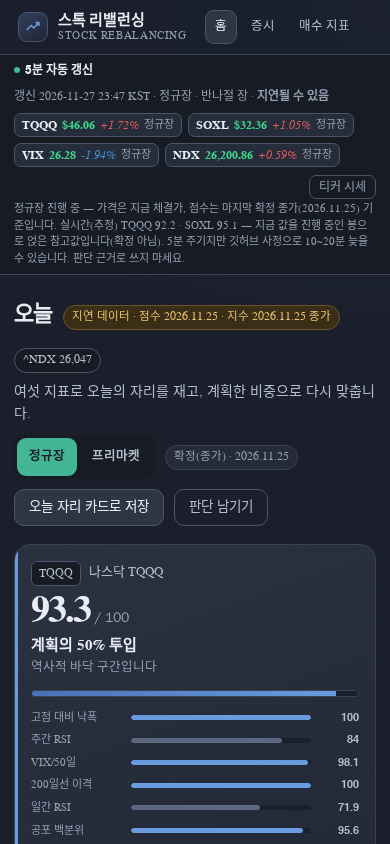 스톡 리밸런싱
STOCK REBALANCING
홈 증시 매수 지표
5분 자동 갱신
갱신 2026-11-27 23:47 KST · 정규장 · 반나절 장 · 지연될 수 있음
TQQQ $46.06 +1.72% 정규장 SOXL $32.36 +1.05% 정규장
VIX 26.28 -1.94% 정규장 NDX 26,200.86 +0.59% 정규장
티커 시세
정규장 진행 중 — 가격은 지금 체결가, 점수는 마지막 확정 종가(2026.11.25) 기
준입니다. 실시간(추정) TQQQ 92.2 · SOXL 95.1 — 지금 값을 진행 중인 봉으
로 얹은 참고값입니다(확정 아님). 5분 주기지만 깃허브 사정으로 10~20분 늦을
수 있습니다. 판단 근거로 쓰지 마세요.
오늘 지연 데이터 · 점수 2026.11.25 · 지수 2026.11.25 종가
^NDX 26,047
여섯 지표로 오늘의 자리를 재고, 계획한 비중으로 다시 맞춥니
다.
정규장 프리마켓 확정(종가) · 2026.11.25
오늘 자리 카드로 저장 판단 남기기
TQQQ 나스닥 TQQQ
93.3 / 100
계획의 50% 투입
역사적 바닥 구간입니다
고점 대비 낙폭 100
주간 RSI 84
VIX/50일 98.1
200일선 이격 100
일간 RSI 71.9
공포 백분위 95.6